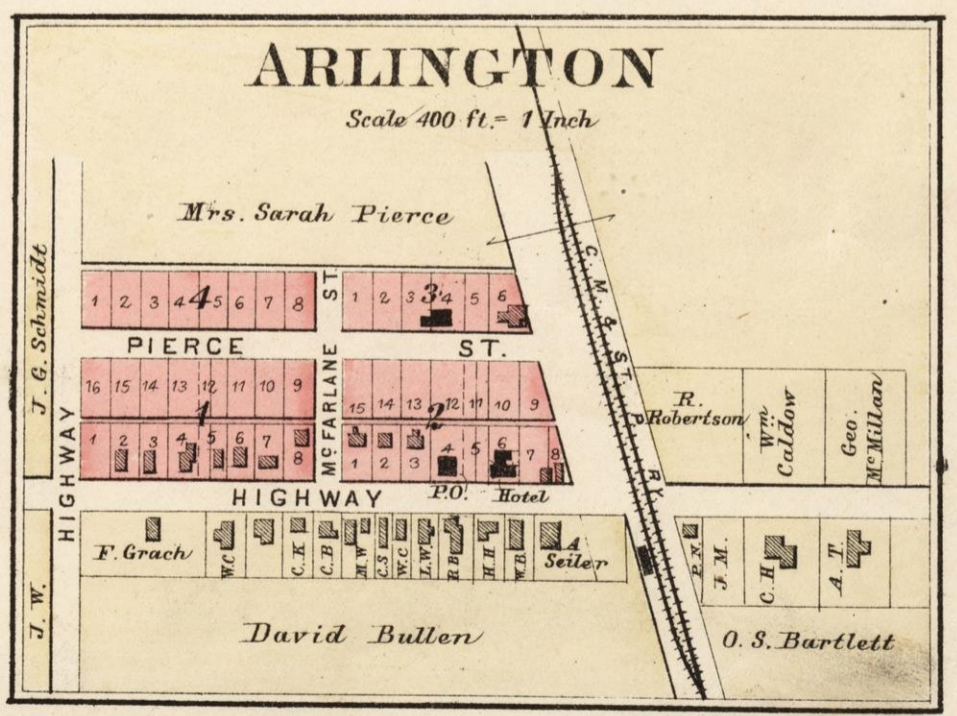 ARLINGTON
Scale 400 ft. = 1 Inch
Mrs. Sarah Pierce
J. G. Schmidt
1 2 3 4 5 6 7 8
4
ST.
1 2 3 4 5 6
3
C. M. & ST. P. RY.
PIERCE ST.
16 15 14 13 12 11 10 9
1
1 2 3 4 5 6 7 8
McFARLANE
15 14 13 12 11 10 9
2
1 2 3 4 5 6 7 8
R. Robertson
Wm Caldow
Geo. McMillan
HIGHWAY
HIGHWAY
P.O.
Hotel
F. Grach
W.C
C.K
C.B
M.W
C.S
W.C
L.W
R B
H.H
W.B.
A Seiler
P.N.
J. M.
C.H
A.T.
J. W.
David Bullen
O. S. Bartlett